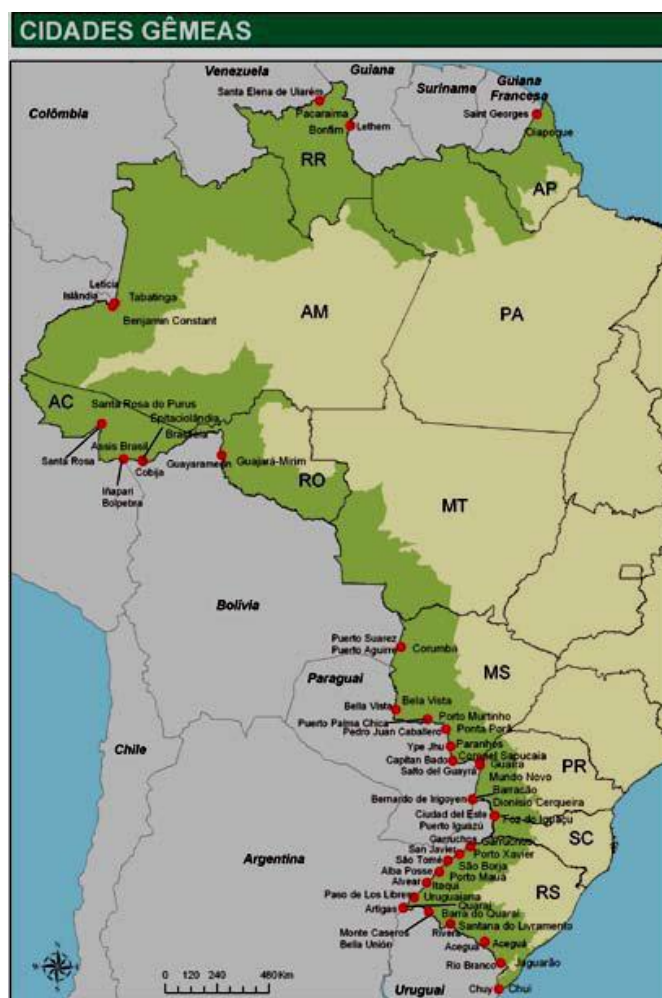 CIDADES GÊMEAS
Venezuela
Guiana
Suriname
Guiana
Francesa
Colômbia
Santa Elena de Uiarém
Pacaraima
Bonfim
Lethem
Saint Georges
Oiapoque
RR
AP
Letícia
Islândia
Tabatinga
Benjamin Constant
AM
PA
AC
Santa Rosa do Purus
Epitaciolândia
Brasiléia
Assis Brasil
Santa Rosa
Cobija
Guayaramerín
Guajará-Mirim
Iñapari
Bolpebra
RO
MT
Bolívia
Puerto Suarez
Puerto Aguirre
Corumba
MS
Paraguai
Bella Vista
Bela Vista
Puerto Palma Chica
Porto Murtinho
Pedro Juan Caballero
Ponta Porã
Ype Jhu
Paranhos
Capitan Bado
Coronel Sapucaia
Salto del Guayrá
Guaíra
Mundo Novo
PR
Chile
Bernardo de Irigoyen
Barracão
Dionísio Cerqueira
Ciudad del Este
Puerto Iguazú
Foz do Iguaçu
SC
Argentina
Garruchos
Garruchos
San Javier
Porto Xavier
São Tomé
São Borja
Alba Posse
Porto Mauá
Alvear
Itaqui
RS
Paso de Los Libres
Uruguaiana
Artigas
Quaraí
Barra do Quaraí
Monte Caseros
Bella Unión
Rivera
Santana do Livramento
Aceguá
Aceguá
Rio Branco
Jaguarão
Uruguai
Chuy
Chuí
0 120 240 480 Km